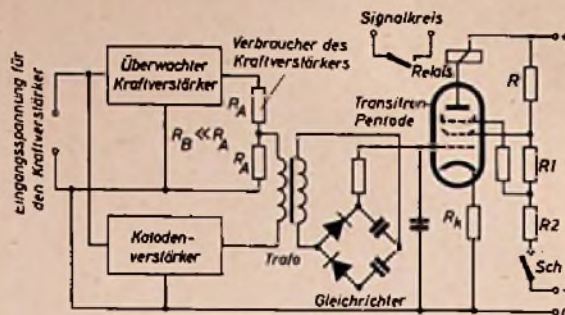 Eingangsspannung für
den Kraftverstärker
Überwachter
Kraftverstärker
Verbraucher des
Kraftverstärkers
Signalkreis
Relais
Transitron-
Pentode
R_A
R_B ≪ R_A
R_A
R
R1
R2
R_k
Sch
Katoden-
verstärker
Trafo
Gleichrichter
+
-